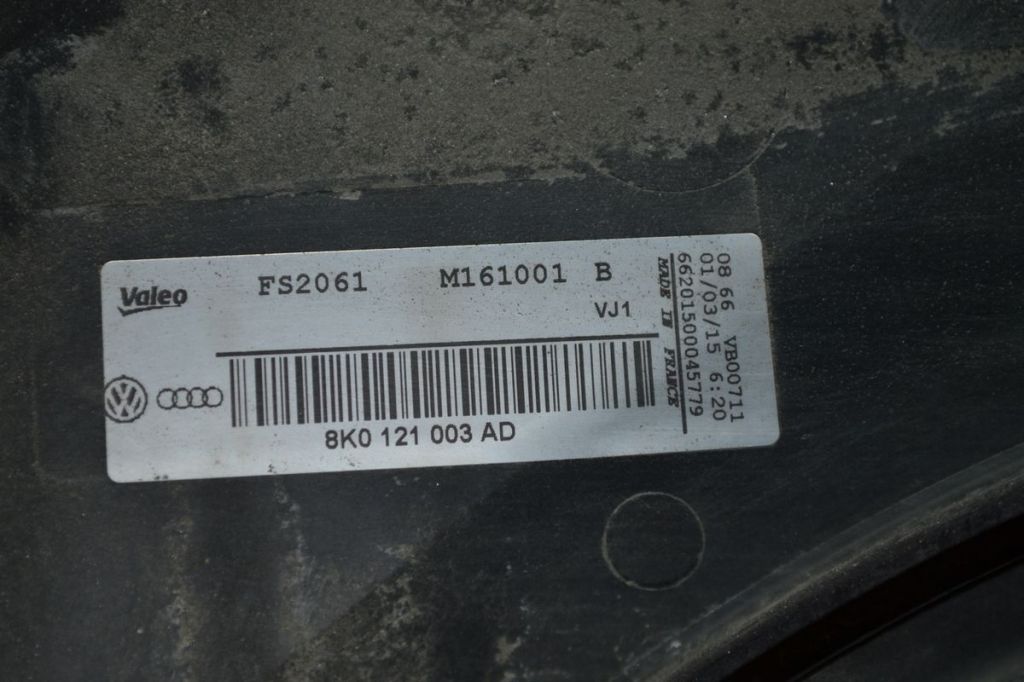 Valeo
FS2061 M161001 B
VJ1
8K0 121 003 AD
MADE IN FRANCE
08 66 VB00711
01/03/15 6:20
66201500045779